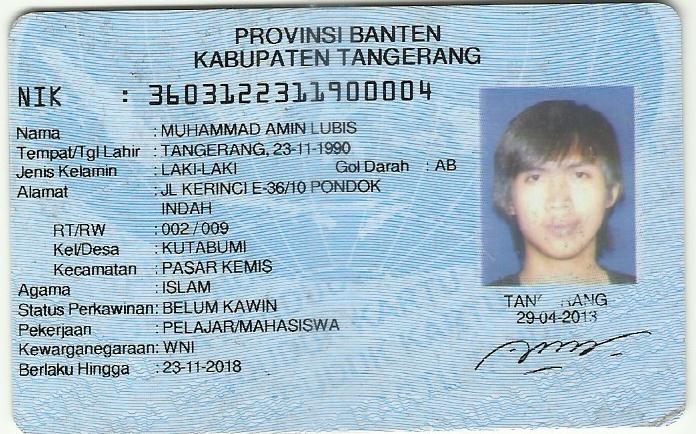 PROVINSI BANTEN
KABUPATEN TANGERANG
NIK : 3603122311900004
Nama : MUHAMMAD AMIN LUBIS
Tempat/Tgl Lahir : TANGERANG, 23-11-1990
Jenis Kelamin : LAKI-LAKI Gol Darah : AB
Alamat : JL KERINCI E-36/10 PONDOK
INDAH
RT/RW : 002 / 009
Kel/Desa : KUTABUMI
Kecamatan : PASAR KEMIS
Agama : ISLAM
Status Perkawinan: BELUM KAWIN
Pekerjaan : PELAJAR/MAHASISWA
Kewarganegaraan: WNI
Berlaku Hingga : 23-11-2018
29-04-2013